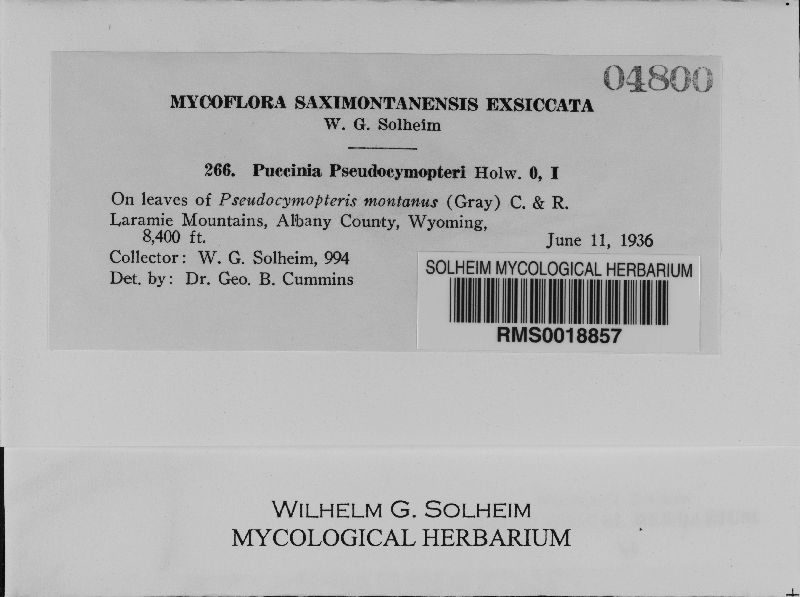 04800
MYCOFLORA SAXIMONTANENSIS EXSICCATA
W. G. Solheim
266. Puccinia Pseudocymopteri Holw. 0, I
On leaves of Pseudocymopteris montanus (Gray) C. & R.
Laramie Mountains, Albany County, Wyoming,
8,400 ft. June 11, 1936
Collector: W. G. Solheim, 994
Det. by: Dr. Geo. B. Cummins
SOLHEIM MYCOLOGICAL HERBARIUM
RMS0018857
WILHELM G. SOLHEIM
MYCOLOGICAL HERBARIUM